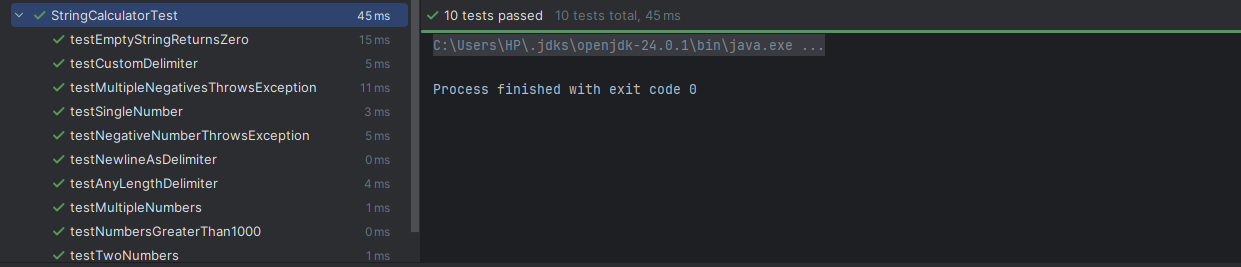 StringCalculatorTest 45 ms
testEmptyStringReturnsZero 15 ms
testCustomDelimiter 5 ms
testMultipleNegativesThrowsException 11 ms
testSingleNumber 3 ms
testNegativeNumberThrowsException 5 ms
testNewlineAsDelimiter 0 ms
testAnyLengthDelimiter 4 ms
testMultipleNumbers 1 ms
testNumbersGreaterThan1000 0 ms
testTwoNumbers 1 ms
10 tests passed 10 tests total, 45 ms
C:\Users\HP\.jdks\openjdk-24.0.1\bin\java.exe ...
Process finished with exit code 0